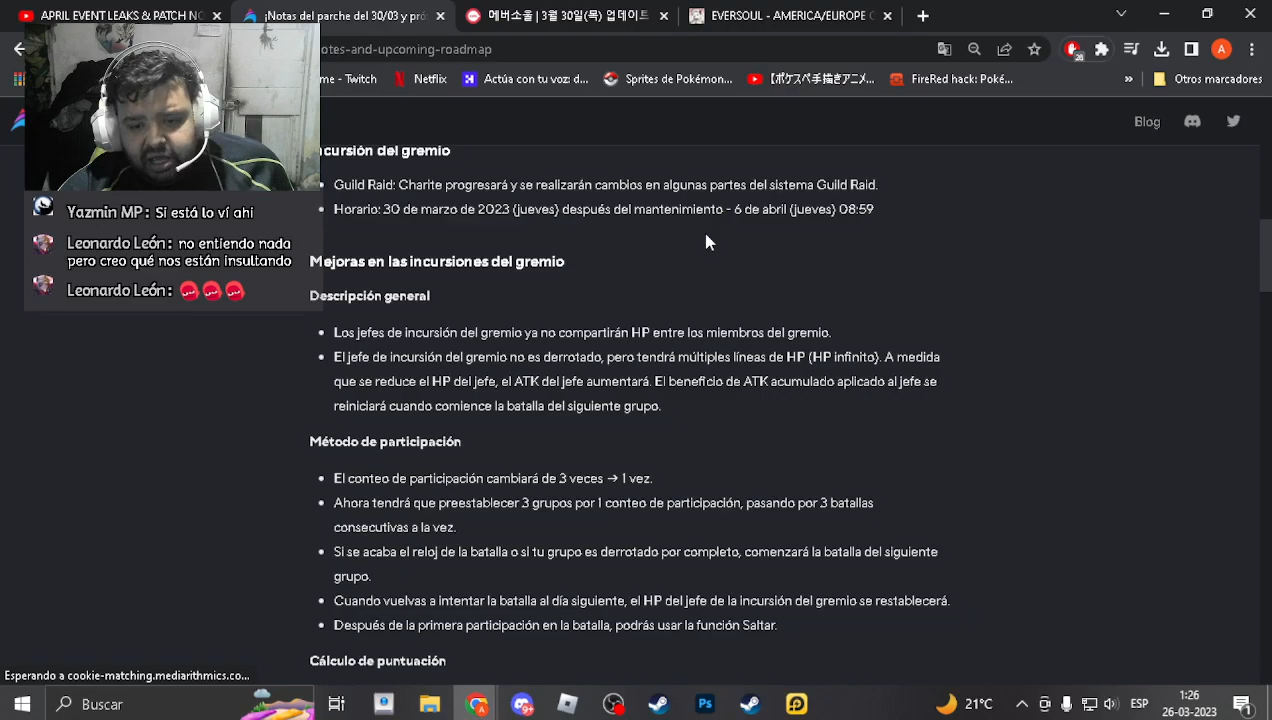 APRIL EVENT LEAKS & PATCH NO
¡Notas del parche del 30/03 y pró
에버소울 | 3월 30일(목) 업데이트
EVERSOUL - AMERICA/EUROPE O
otes-and-upcoming-roadmap
26
A
me - Twitch
Netflix
Actúa con tu voz: d...
Sprites de Pokémon...
【ポケスペ手描きアニメ...
FireRed hack: Poké...
»
Otros marcadores
Blog
Yazmin MP: Si está lo ví ahi
Leonardo León: no entiendo nada
pero creo qué nos están insultando
Leonardo León:
ncursión del gremio
Guild Raid: Charite progresará y se realizarán cambios en algunas partes del sistema Guild Raid.
Horario: 30 de marzo de 2023 (jueves) después del mantenimiento - 6 de abril (jueves) 08:59
Mejoras en las incursiones del gremio
Descripción general
Los jefes de incursión del gremio ya no compartirán HP entre los miembros del gremio.
El jefe de incursión del gremio no es derrotado, pero tendrá múltiples líneas de HP (HP infinito). A medida
que se reduce el HP del jefe, el ATK del jefe aumentará. El beneficio de ATK acumulado aplicado al jefe se
reiniciará cuando comience la batalla del siguiente grupo.
Método de participación
El conteo de participación cambiará de 3 veces → 1 vez.
Ahora tendrá que preestablecer 3 grupos por 1 conteo de participación, pasando por 3 batallas
consecutivas a la vez.
Si se acaba el reloj de la batalla o si tu grupo es derrotado por completo, comenzará la batalla del siguiente
grupo.
Cuando vuelvas a intentar la batalla al día siguiente, el HP del jefe de la incursión del gremio se restablecerá.
Después de la primera participación en la batalla, podrás usar la función Saltar.
Cálculo de puntuación
Esperando a cookie-matching.mediarithmics.co...
Buscar
21°C
ESP
1:26
26-03-2023